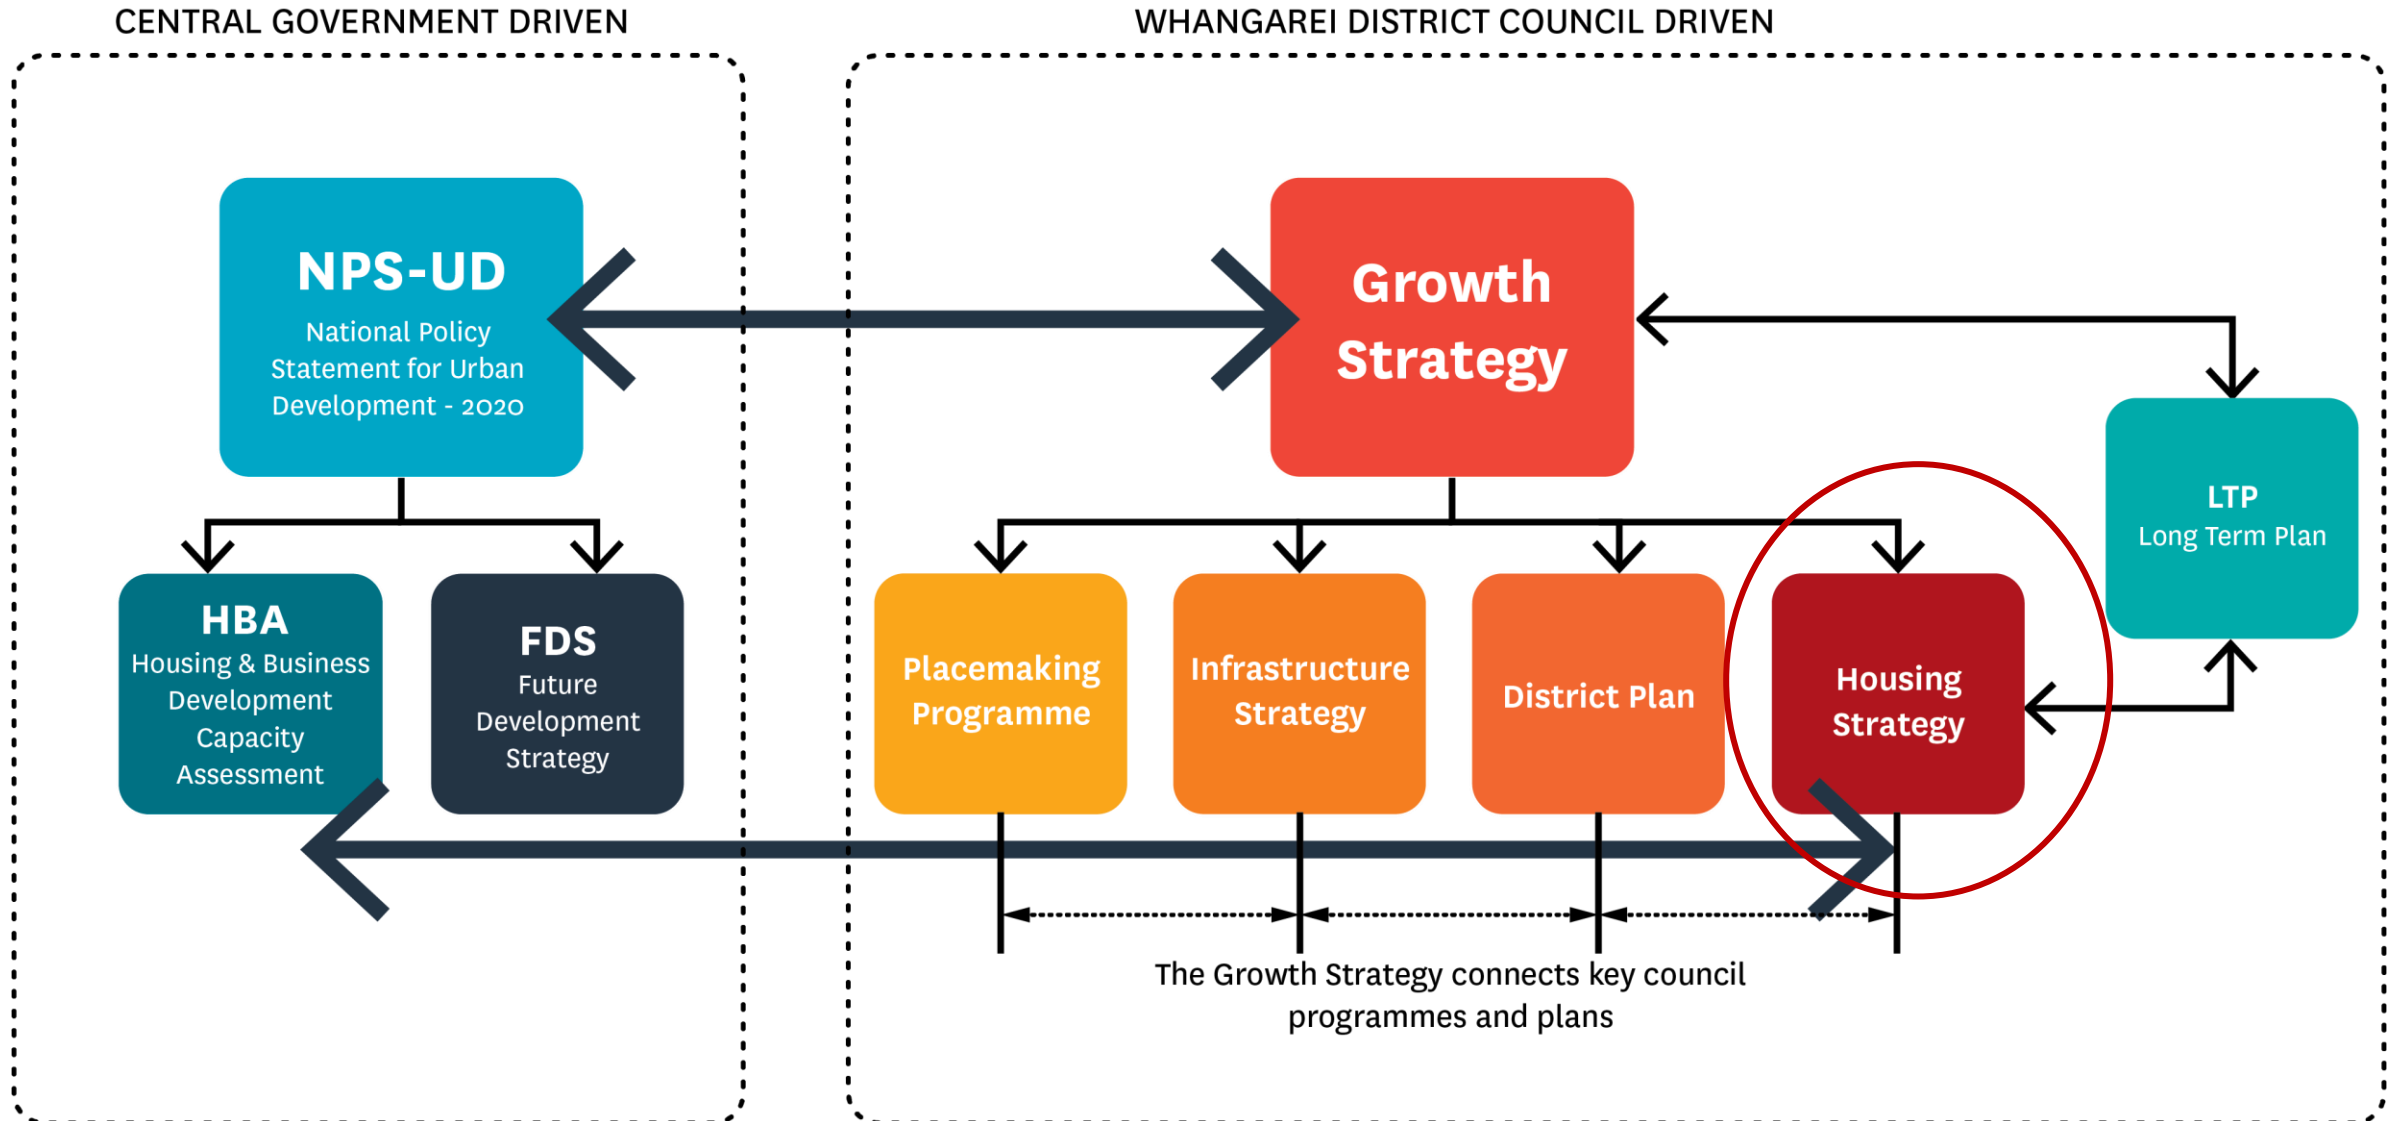 CENTRAL GOVERNMENT DRIVEN
WHANGAREI DISTRICT COUNCIL DRIVEN
NPS-UD
National Policy
Statement for Urban
Development - 2020
Growth
Strategy
LTP
Long Term Plan
HBA
Housing & Business
Development
Capacity
Assessment
FDS
Future
Development
Strategy
Placemaking
Programme
Infrastructure
Strategy
District Plan
Housing
Strategy
The Growth Strategy connects key council
programmes and plans